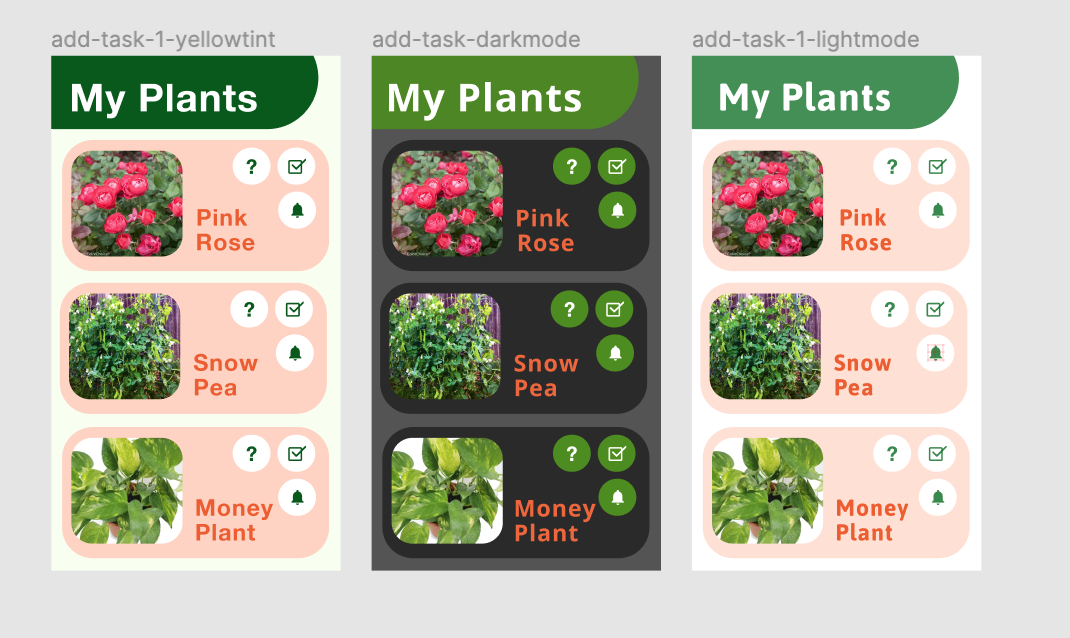 add-task-1-yellowtint
add-task-darkmode
add-task-1-lightmode
My Plants
My Plants
My Plants
?
Pink
Rose
?
Pink
Rose
?
Pink
Rose
?
Snow
Pea
?
Snow
Pea
?
Snow
Pea
?
Money
Plant
?
Money
Plant
?
Money
Plant